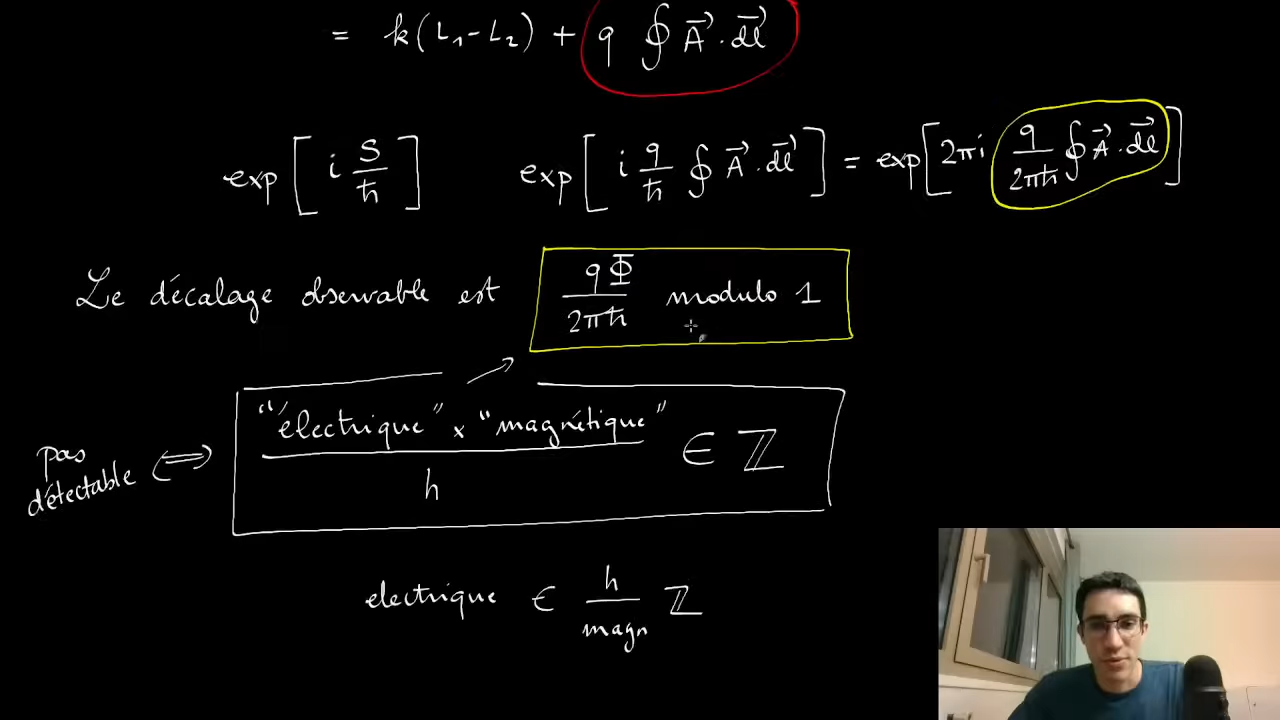 = k(L₁-L₂) + q ∮ A⃗ · dl⃗
exp [ i S/ħ ] exp [ i q/ħ ∮ A⃗ · dl⃗ ] = exp [ 2πi q/2πħ ∮ A⃗ · dl⃗ ]
Le décalage observable est qΦ/2πħ modulo 1
pas détectable ⟺ "électrique" × "magnétique" / h ∈ ℤ
electrique ∈ h/magn ℤ